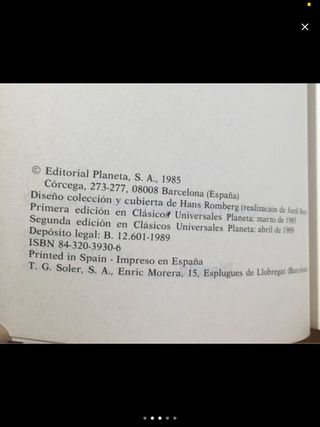 © Editorial Planeta, S. A., 1985
Córcega, 273-277, 08008 Barcelona (España)
Diseño colección y cubierta de Hans Romberg (realización de Jordi
Primera edición en Clásicos Universales Planeta: marzo de 1985
Segunda edición en Clásicos Universales Planeta: abril de 1989
Depósito legal: B. 12.601-1989
ISBN 84-320-3930-6
Printed in Spain - Impreso en España
T. G. Soler, S. A., Enric Morera, 15, Esplugues de Llobregat (Barcelona